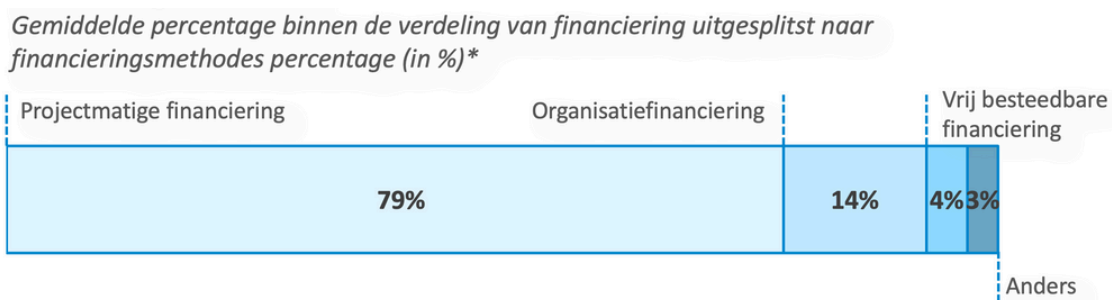 Gemiddelde percentage binnen de verdeling van financiering uitgesplitst naar
financieringsmethodes percentage (in %)*
Projectmatige financiering
Organisatiefinanciering
Vrij besteedbare
financiering
79%
14%
4%
3%
Anders